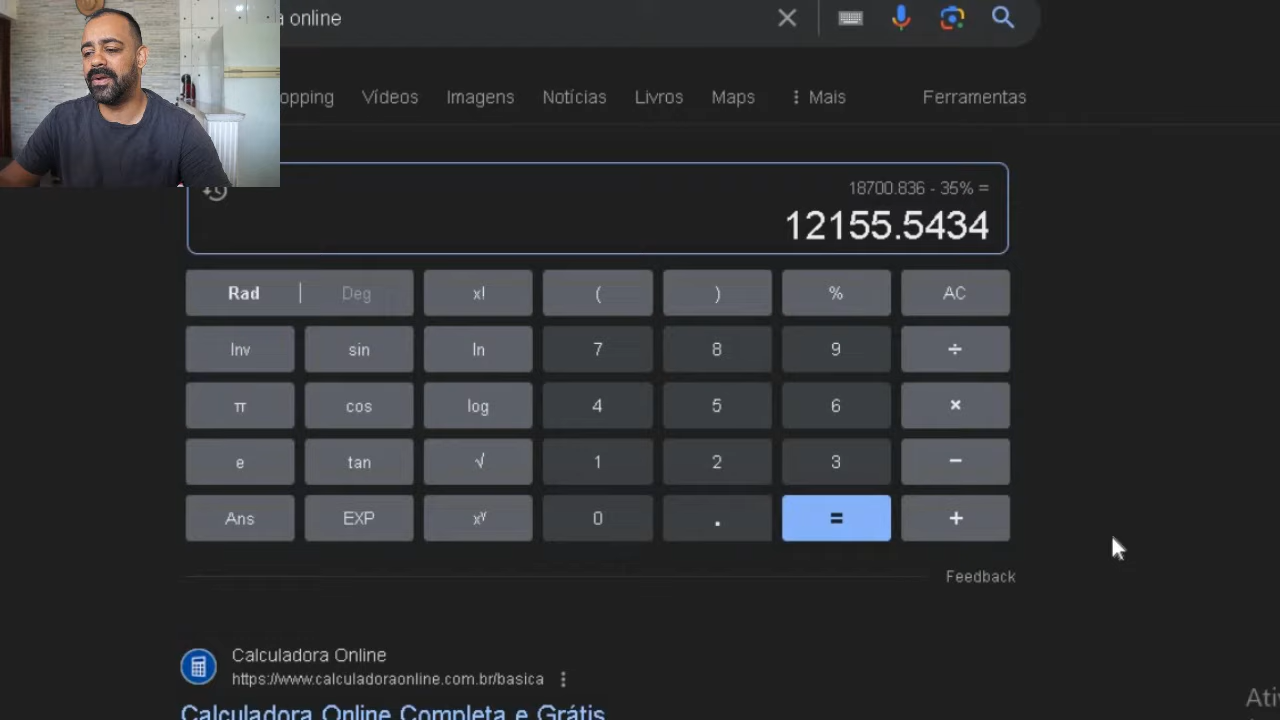 a online
opping Vídeos Imagens Notícias Livros Maps Mais Ferramentas
18700.836 - 35% =
12155.5434
Rad | Deg x! ( ) % AC
Inv sin ln 7 8 9 ÷
π cos log 4 5 6 ×
e tan √ 1 2 3 −
Ans EXP xʸ 0 . = +
Feedback
Calculadora Online
https://www.calculadoraonline.com.br/basica
Calculadora Online Completa e Grátis
Ati